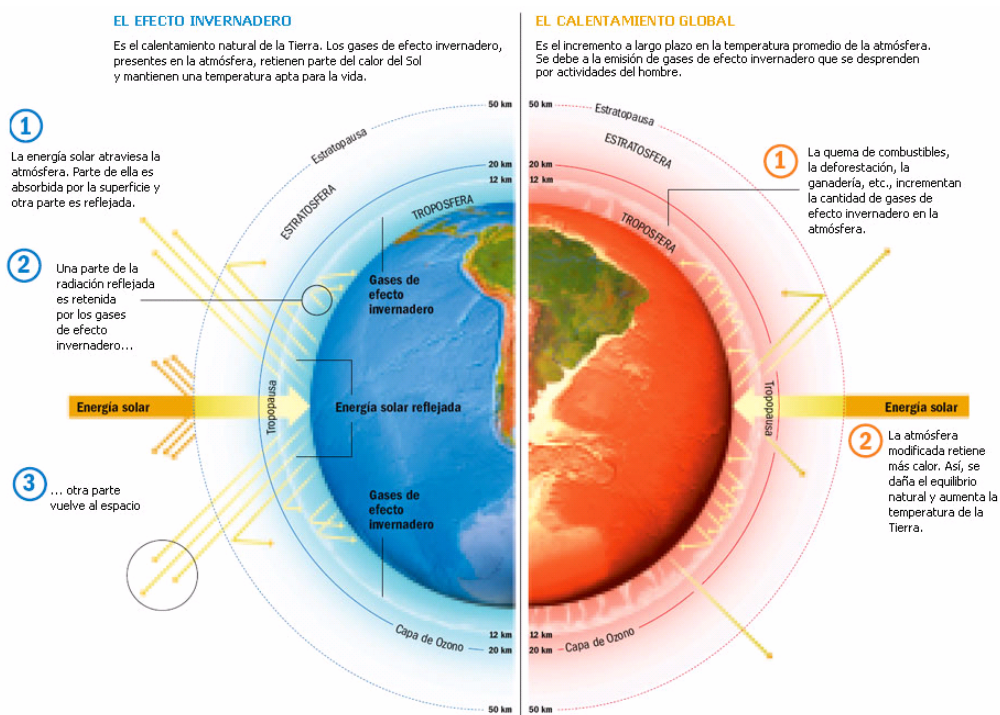 EL EFECTO INVERNADERO
Es el calentamiento natural de la Tierra. Los gases de efecto invernadero,
presentes en la atmósfera, retienen parte del calor del Sol
y mantienen una temperatura apta para la vida.
1
La energía solar atraviesa la
atmósfera. Parte de ella es
absorbida por la superficie y
otra parte es reflejada.
2
Una parte de la
radiación reflejada
es retenida
por los gases
de efecto
invernadero...
Energía solar
3
... otra parte
vuelve al espacio
50 km
Estratopausa
20 km
ESTRATOSFERA
12 km
TROPOSFERA
Gases de
efecto
invernadero
Tropopausa
Energía solar reflejada
Gases de
efecto
invernadero
Capa de Ozono
12 km
20 km
50 km
EL CALENTAMIENTO GLOBAL
Es el incremento a largo plazo en la temperatura promedio de la atmósfera.
Se debe a la emisión de gases de efecto invernadero que se desprenden
por actividades del hombre.
50 km
Estratopausa
ESTRATOSFERA
20 km
12 km
TROPOSFERA
1
La quema de combustibles,
la deforestación, la
ganadería, etc., incrementan
la cantidad de gases de
efecto invernadero en la
atmósfera.
Tropopausa
Energía solar
2
La atmósfera
modificada retiene
más calor. Así, se
daña el equilibrio
natural y aumenta la
temperatura de la
Tierra.
12 km
20 km
Capa de Ozono
50 km